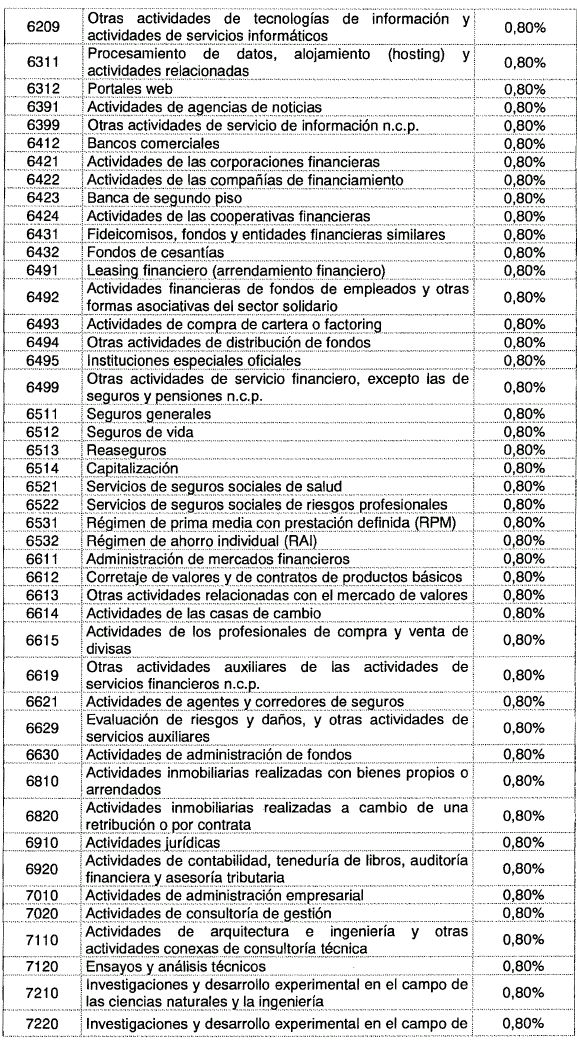 6209 Otras actividades de tecnologías de información y
actividades de servicios informáticos 0,80%
6311 Procesamiento de datos, alojamiento (hosting) y
actividades relacionadas 0,80%
6312 Portales web 0,80%
6391 Actividades de agencias de noticias 0,80%
6399 Otras actividades de servicio de información n.c.p. 0,80%
6412 Bancos comerciales 0,80%
6421 Actividades de las corporaciones financieras 0,80%
6422 Actividades de las compañías de financiamiento 0,80%
6423 Banca de segundo piso 0,80%
6424 Actividades de las cooperativas financieras 0,80%
6431 Fideicomisos, fondos y entidades financieras similares 0,80%
6432 Fondos de cesantías 0,80%
6491 Leasing financiero (arrendamiento financiero) 0,80%
6492 Actividades financieras de fondos de empleados y otras
formas asociativas del sector solidario 0,80%
6493 Actividades de compra de cartera o factoring 0,80%
6494 Otras actividades de distribución de fondos 0,80%
6495 Instituciones especiales oficiales 0,80%
6499 Otras actividades de servicio financiero, excepto las de
seguros y pensiones n.c.p. 0,80%
6511 Seguros generales 0,80%
6512 Seguros de vida 0,80%
6513 Reaseguros 0,80%
6514 Capitalización 0,80%
6521 Servicios de seguros sociales de salud 0,80%
6522 Servicios de seguros sociales de riesgos profesionales 0,80%
6531 Régimen de prima media con prestación definida (RPM) 0,80%
6532 Régimen de ahorro individual (RAI) 0,80%
6611 Administración de mercados financieros 0,80%
6612 Corretaje de valores y de contratos de productos básicos 0,80%
6613 Otras actividades relacionadas con el mercado de valores 0,80%
6614 Actividades de las casas de cambio 0,80%
6615 Actividades de los profesionales de compra y venta de
divisas 0,80%
6619 Otras actividades auxiliares de las actividades de
servicios financieros n.c.p. 0,80%
6621 Actividades de agentes y corredores de seguros 0,80%
6629 Evaluación de riesgos y daños, y otras actividades de
servicios auxiliares 0,80%
6630 Actividades de administración de fondos 0,80%
6810 Actividades inmobiliarias realizadas con bienes propios o
arrendados 0,80%
6820 Actividades inmobiliarias realizadas a cambio de una
retribución o por contrata 0,80%
6910 Actividades jurídicas 0,80%
6920 Actividades de contabilidad, teneduría de libros, auditoría
financiera y asesoría tributaria 0,80%
7010 Actividades de administración empresarial 0,80%
7020 Actividades de consultoría de gestión 0,80%
7110 Actividades de arquitectura e ingeniería y otras
actividades conexas de consultoría técnica 0,80%
7120 Ensayos y análisis técnicos 0,80%
7210 Investigaciones y desarrollo experimental en el campo de
las ciencias naturales y la ingeniería 0,80%
7220 Investigaciones y desarrollo experimental en el campo de 0,80%